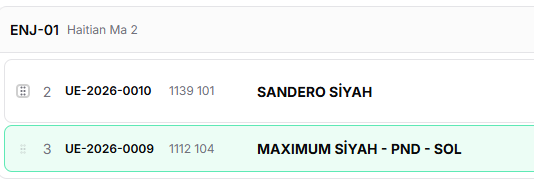 ENJ-01 Haitian Ma 2
2 UE-2026-0010 1139 101 SANDERO SİYAH
3 UE-2026-0009 1112 104 MAXIMUM SİYAH - PND - SOL